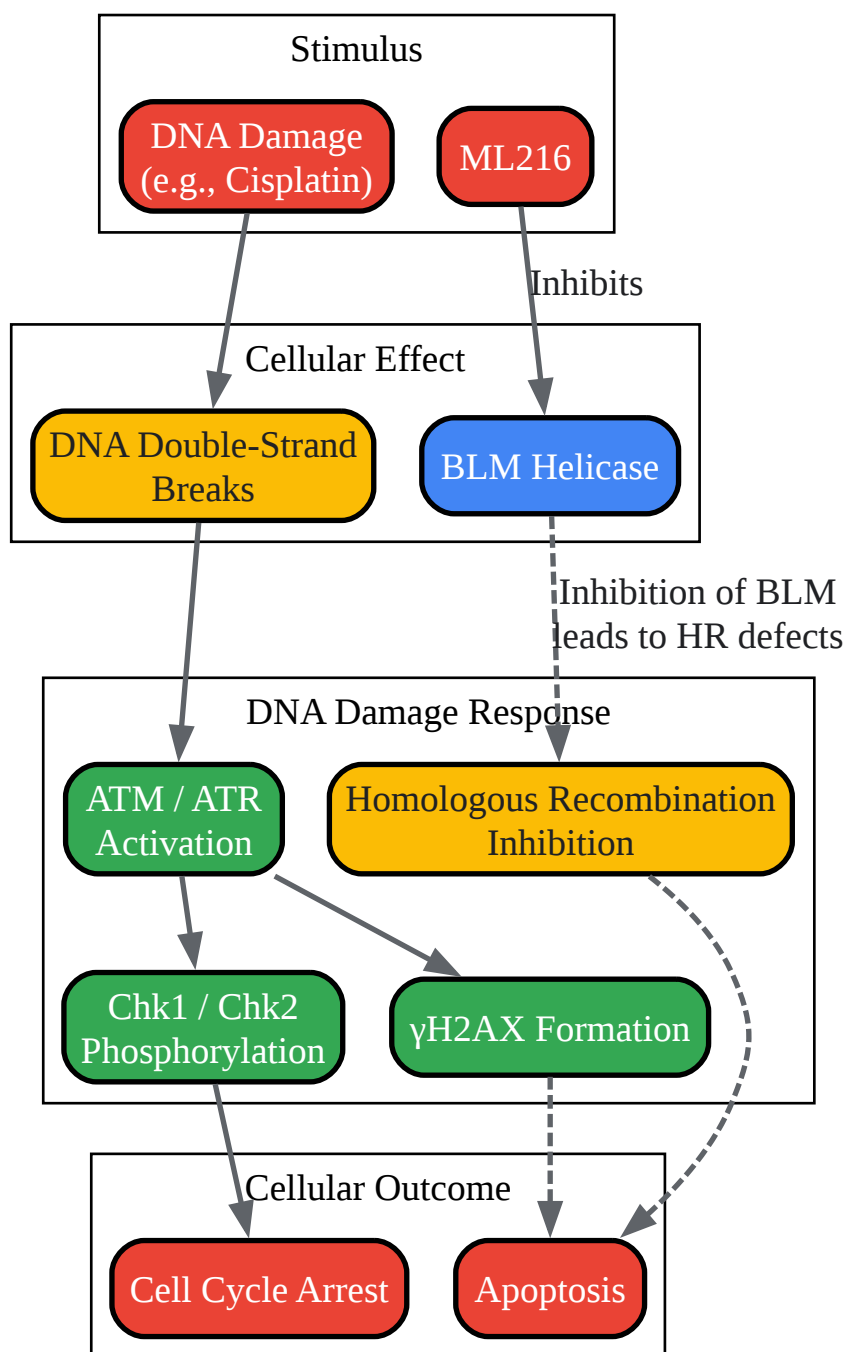 Stimulus
DNA Damage
(e.g., Cisplatin)
ML216
Inhibits
Cellular Effect
DNA Double-Strand
Breaks
BLM Helicase
Inhibition of BLM
leads to HR defects
DNA Damage Response
ATM / ATR
Activation
Homologous Recombination
Inhibition
Chk1 / Chk2
Phosphorylation
γH2AX Formation
Cellular Outcome
Cell Cycle Arrest
Apoptosis